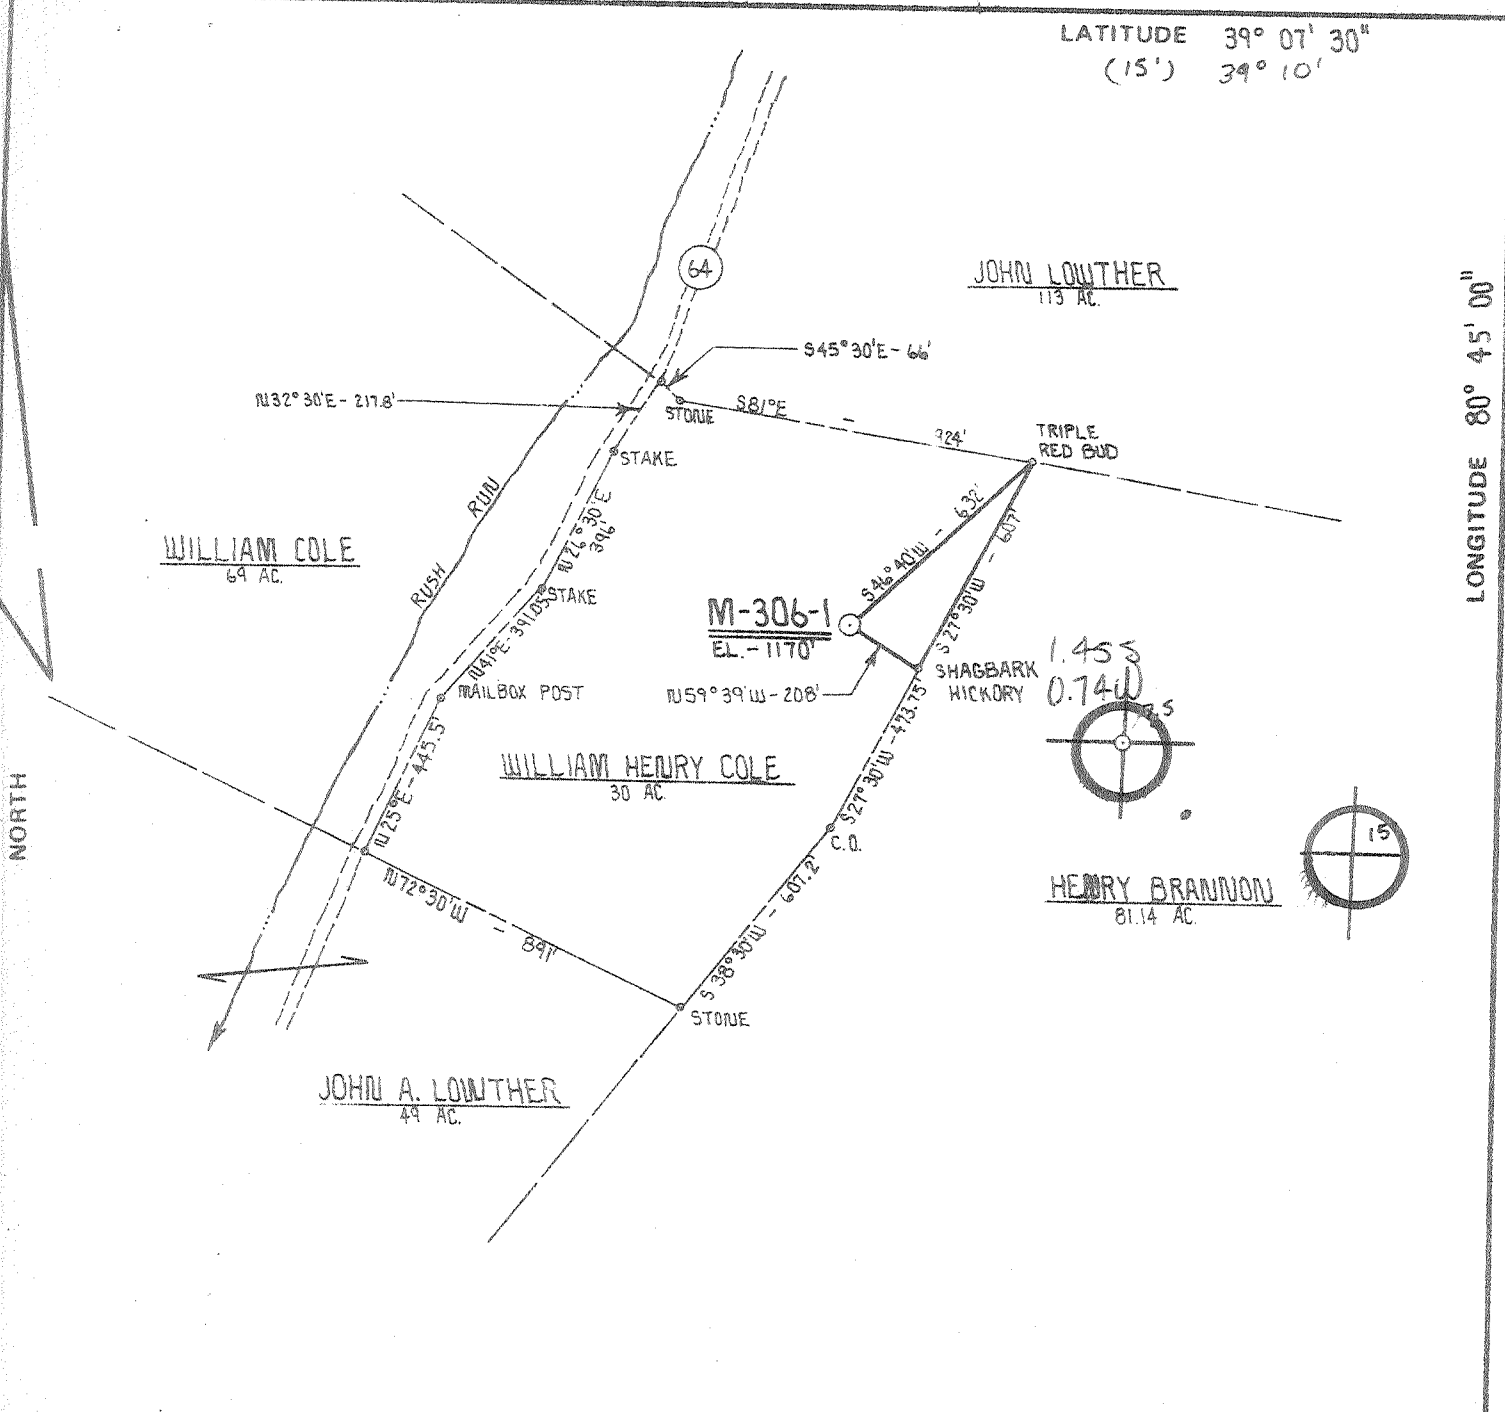 LATITUDE 39° 07' 30"
(15') 39° 10'
64
JOHN LOWTHER
113 AC.
LONGITUDE 80° 45' 00"
S45°30'E - 66'
N32°30'E - 217.8'
STONE
S81°E - 924'
TRIPLE
RED BUD
STAKE
RUSH RUN
N26°30'E
396'
S46°40'W - 632'
S27°30'W - 607'
WILLIAM COLE
69 AC.
STAKE
M-306-1
EL. - 1170'
N41°E - 391.05'
SHAGBARK
HICKORY
1.45 S
0.74 W
7.5
MAILBOX POST
N59°39'W - 208'
N25°E - 445.5'
WILLIAM HENRY COLE
30 AC.
S27°30'W - 473.75'
C.O.
NORTH
15
HENRY BRANNON
81.14 AC.
N72°30'W - 891'
S38°30'W - 607.2'
STONE
JOHN A. LOWTHER
49 AC.